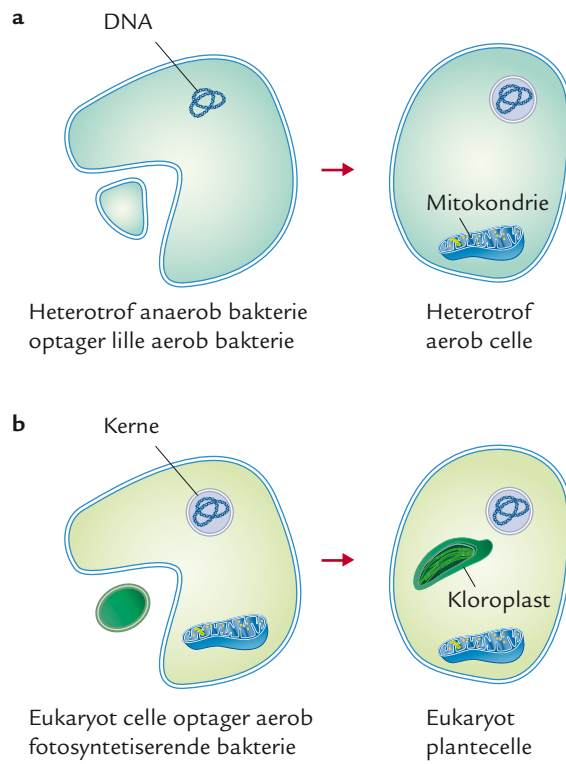 a
DNA
Mitokondrie
Heterotrof anaerob bakterie
optager lille aerob bakterie
Heterotrof
aerob celle
b
Kerne
Kloroplast
Eukaryot celle optager aerob
fotosyntetiserende bakterie
Eukaryot
plantecelle